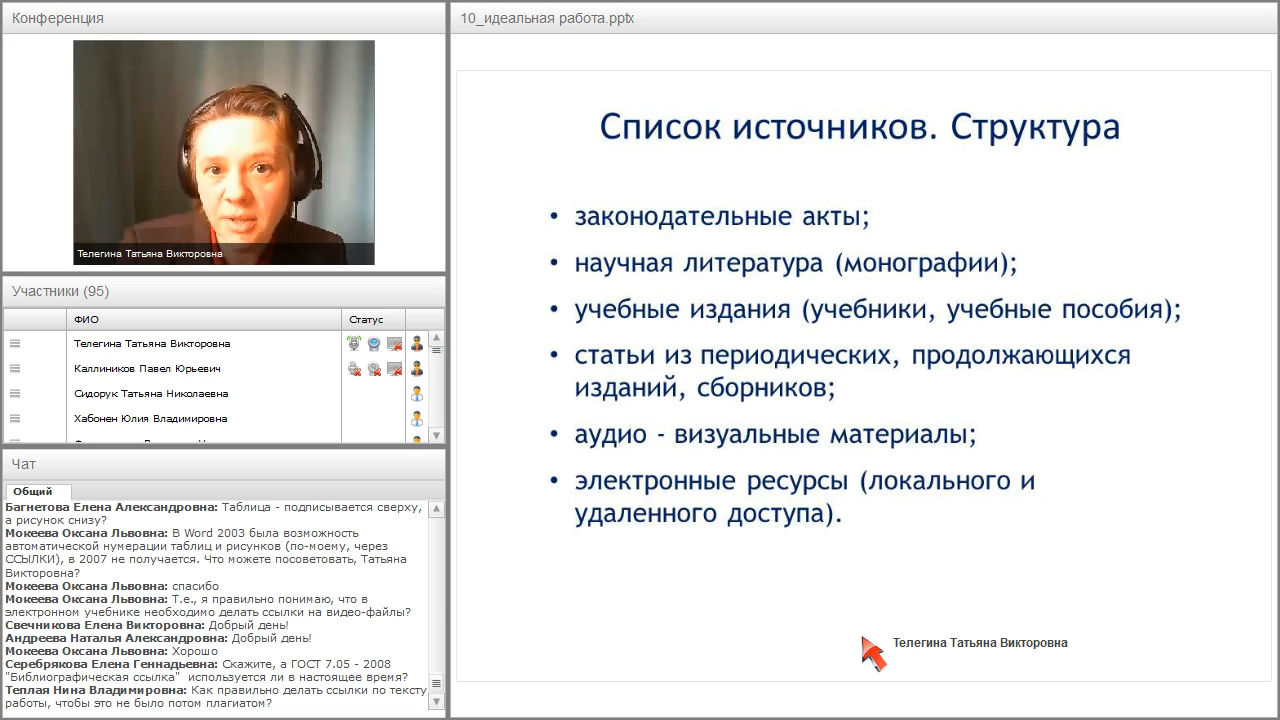 Конференция
Телегина Татьяна Викторовна
Участники (95)
ФИО
Статус
Телегина Татьяна Викторовна
Каллиников Павел Юрьевич
Сидорук Татьяна Николаевна
Хабонен Юлия Владимировна
Чат
Общий
Багнетова Елена Александровна: Таблица - подписывается сверху,
а рисунок снизу?
Мокеева Оксана Львовна: В Word 2003 была возможность
автоматической нумерации таблиц и рисунков (по-моему, через
ССЫЛКИ), в 2007 не получается. Что можете посоветовать, Татьяна
Викторовна?
Мокеева Оксана Львовна: спасибо
Мокеева Оксана Львовна: Т.е., я правильно понимаю, что в
электронном учебнике необходимо делать ссылки на видео-файлы?
Свечникова Елена Викторовна: Добрый день!
Андреева Наталья Александровна: Добрый день!
Мокеева Оксана Львовна: Хорошо
Серебрякова Елена Геннадьевна: Скажите, а ГОСТ 7.05 - 2008
"Библиографическая ссылка" используется ли в настоящее время?
Теплая Нина Владимировна: Как правильно делать ссылки по тексту
работы, чтобы это не было потом плагиатом?
10_идеальная работа.pptx
Список источников. Структура
• законодательные акты;
• научная литература (монографии);
• учебные издания (учебники, учебные пособия);
• статьи из периодических, продолжающихся
изданий, сборников;
• аудио - визуальные материалы;
• электронные ресурсы (локального и
удаленного доступа).
Телегина Татьяна Викторовна